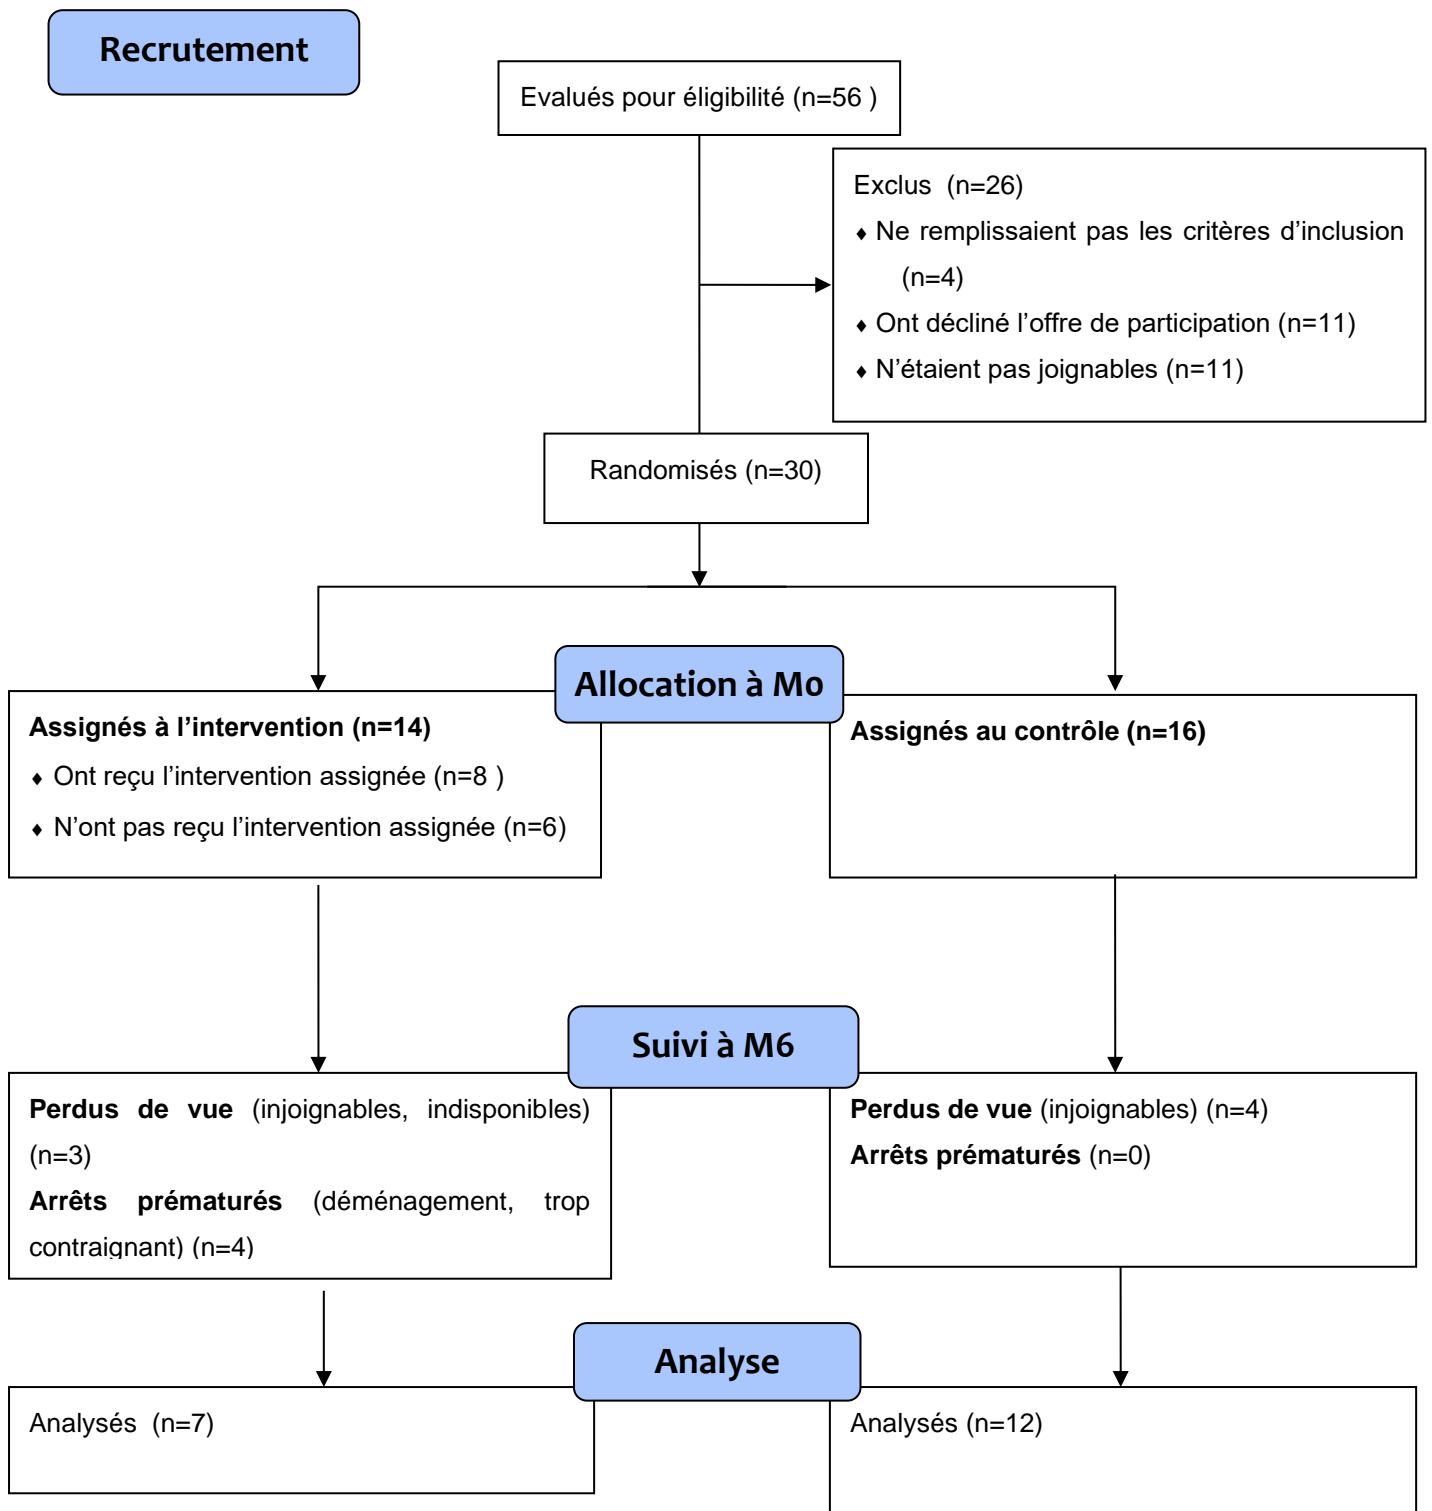 Recrutement
Evalués pour éligibilité (n=56 )
Exclus  (n=26)
♦ Ne remplissaient pas les critères d’inclusion
(n=4)
♦ Ont décliné l’offre de participation (n=11)
♦ N’étaient pas joignables (n=11)
Randomisés (n=30)
Allocation à M0
Assignés à l’intervention (n=14)
♦ Ont reçu l’intervention assignée (n=8 )
♦ N’ont pas reçu l’intervention assignée (n=6)
Assignés au contrôle (n=16)
Suivi à M6
Perdus de vue (injoignables, indisponibles)
(n=3)
Arrêts prématurés (déménagement, trop
contraignant) (n=4)
Perdus de vue (injoignables) (n=4)
Arrêts prématurés (n=0)
Analyse
Analysés  (n=7)
Analysés (n=12)